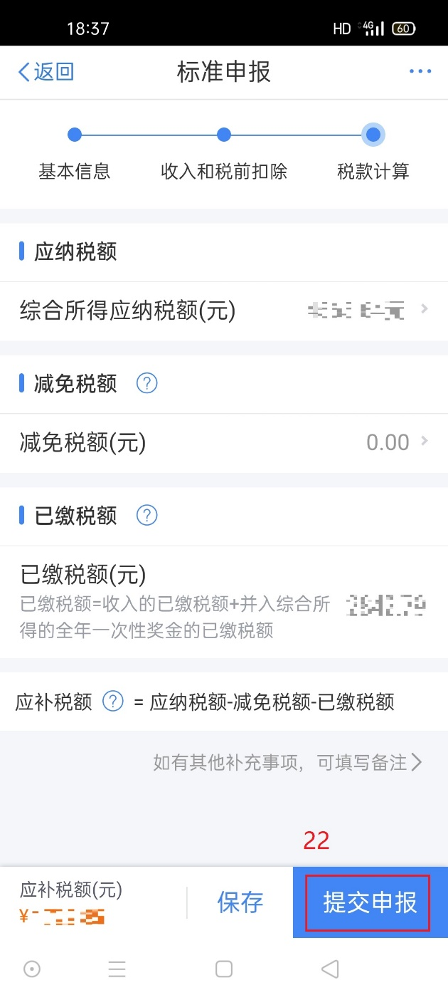 18:37
HD 4G 60
返回 标准申报
基本信息 收入和税前扣除 税款计算
应纳税额
综合所得应纳税额(元)
减免税额 ?
减免税额(元) 0.00
已缴税额 ?
已缴税额(元)
已缴税额=收入的已缴税额+并入综合所
得的全年一次性奖金的已缴税额
应补税额 ? = 应纳税额-减免税额-已缴税额
如有其他补充事项，可填写备注
22
应补税额(元)
¥-
保存
提交申报